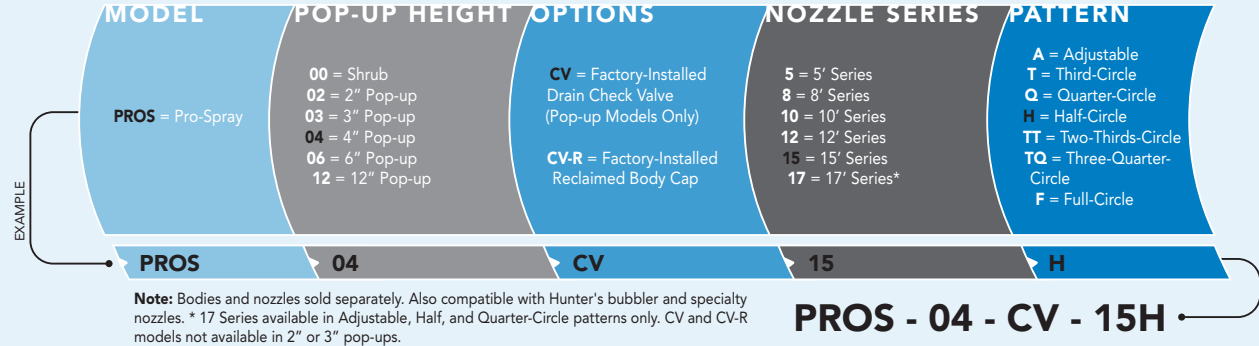 MODEL
PROS = Pro-Spray
POP-UP HEIGHT
00 = Shrub
02 = 2” Pop-up
03 = 3” Pop-up
04 = 4” Pop-up
06 = 6” Pop-up
12 = 12” Pop-up
OPTIONS
CV = Factory-Installed
Drain Check Valve
(Pop-up Models Only)
CV-R = Factory-Installed
Reclaimed Body Cap
NOZZLE SERIES
5 = 5’ Series
8 = 8’ Series
10 = 10’ Series
12 = 12’ Series
15 = 15’ Series
17 = 17’ Series*
PATTERN
A = Adjustable
T = Third-Circle
Q = Quarter-Circle
H = Half-Circle
TT = Two-Thirds-Circle
TQ = Three-Quarter-
Circle
F = Full-Circle
EXAMPLE
PROS 04 CV 15 H
Note: Bodies and nozzles sold separately. Also compatible with Hunter's bubbler and specialty
nozzles. * 17 Series available in Adjustable, Half, and Quarter-Circle patterns only. CV and CV-R
models not available in 2” or 3” pop-ups.
PROS - 04 - CV - 15H